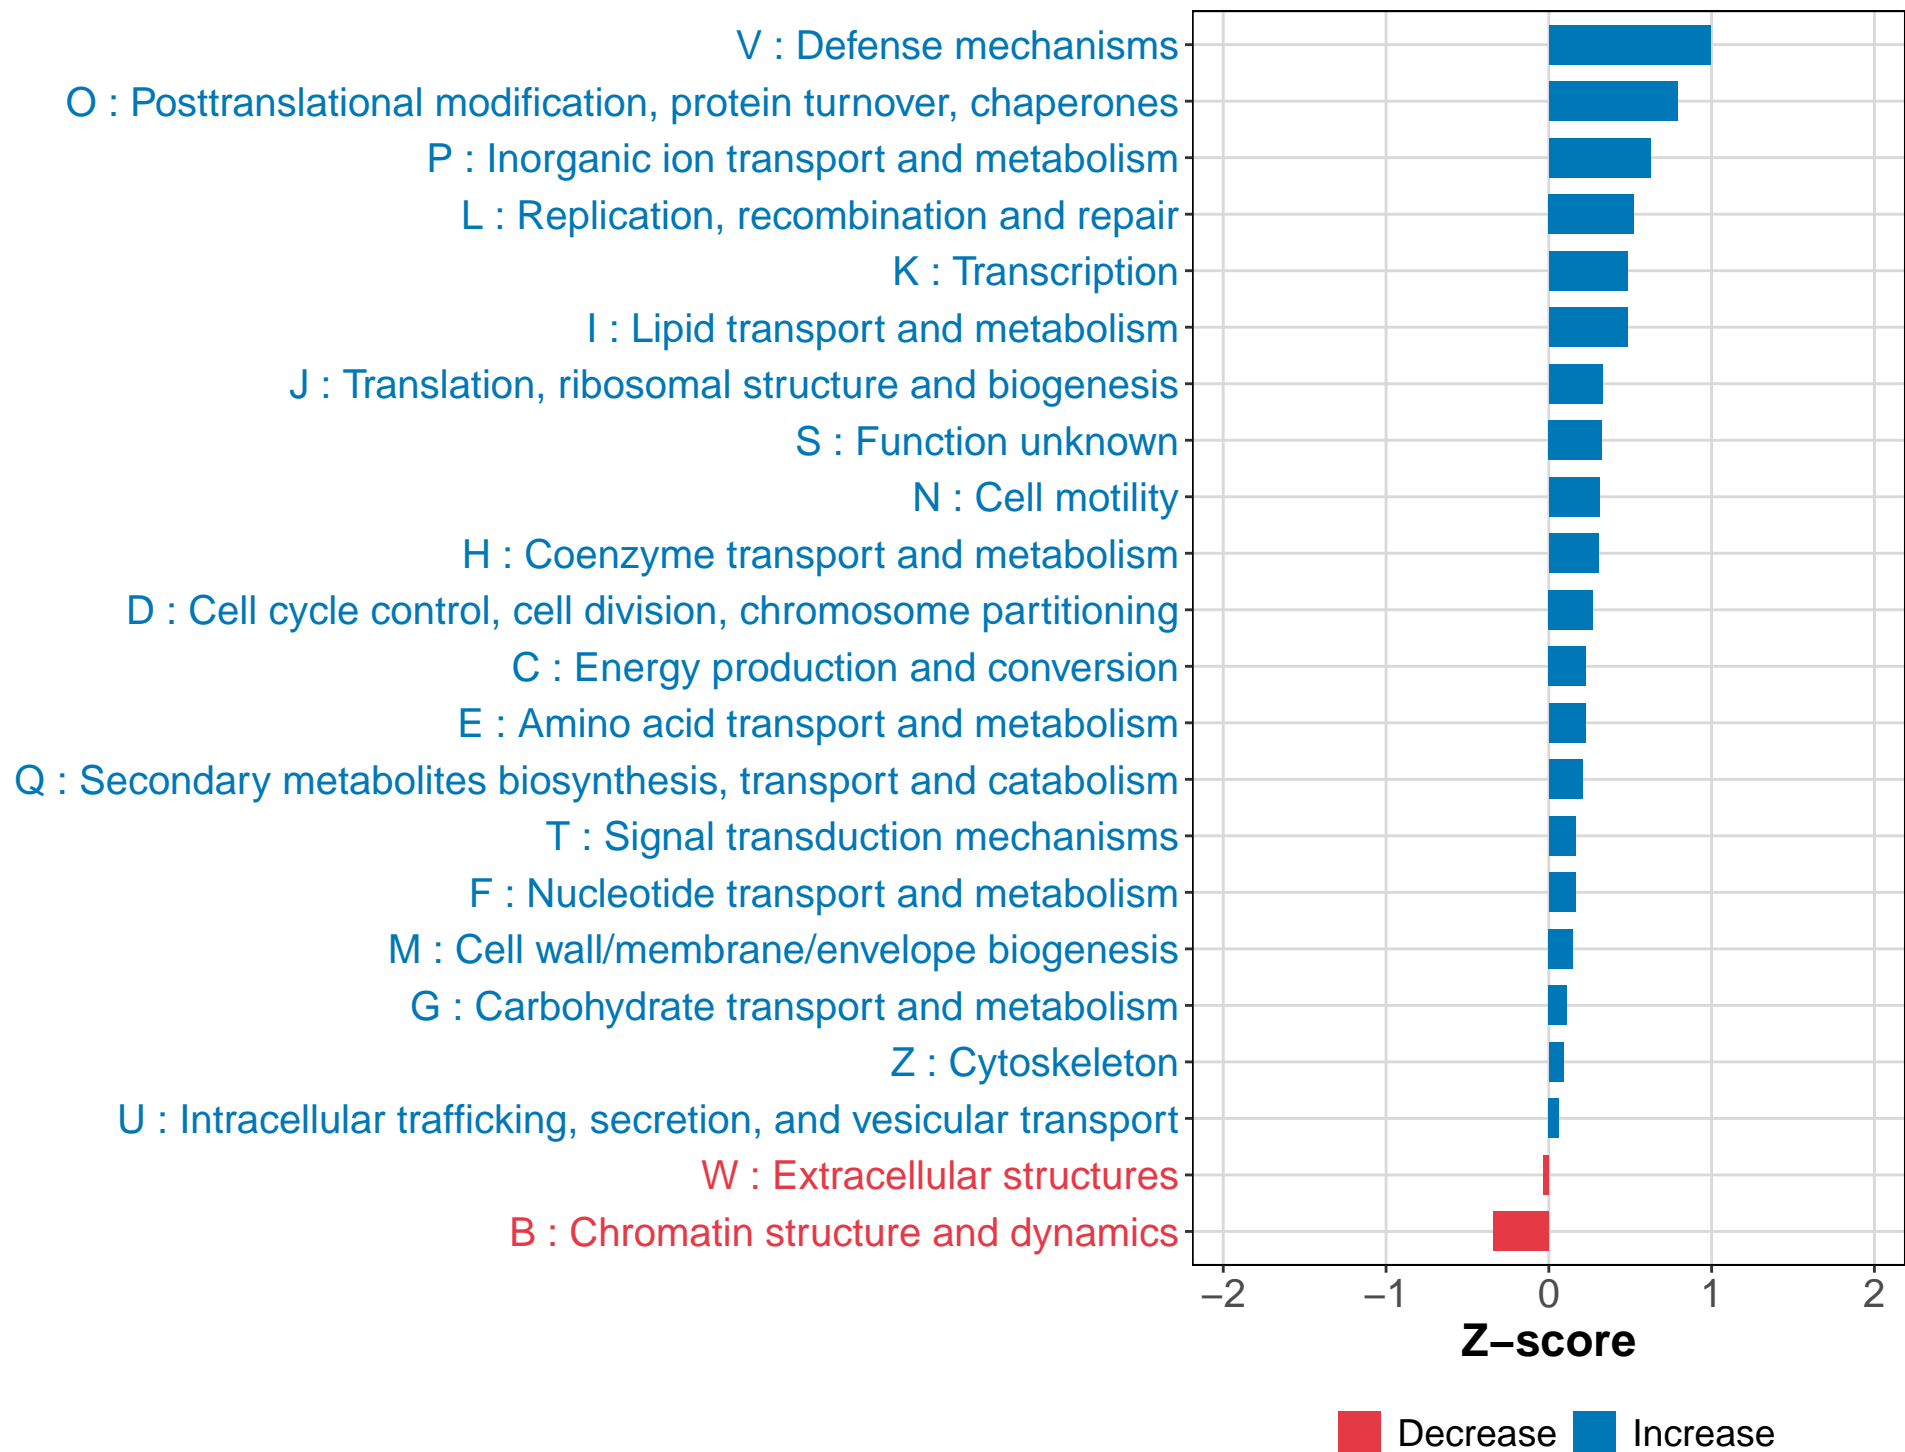 V : Defense mechanisms
O : Posttranslational modification, protein turnover, chaperones
P : Inorganic ion transport and metabolism
L : Replication, recombination and repair
K : Transcription
I : Lipid transport and metabolism
J : Translation, ribosomal structure and biogenesis
S : Function unknown
N : Cell motility
H : Coenzyme transport and metabolism
D : Cell cycle control, cell division, chromosome partitioning
C : Energy production and conversion
E : Amino acid transport and metabolism
Q : Secondary metabolites biosynthesis, transport and catabolism
T : Signal transduction mechanisms
F : Nucleotide transport and metabolism
M : Cell wall/membrane/envelope biogenesis
G : Carbohydrate transport and metabolism
Z : Cytoskeleton
U : Intracellular trafficking, secretion, and vesicular transport
W : Extracellular structures
B : Chromatin structure and dynamics
−2 −1 0 1 2
Z−score
Decrease Increase